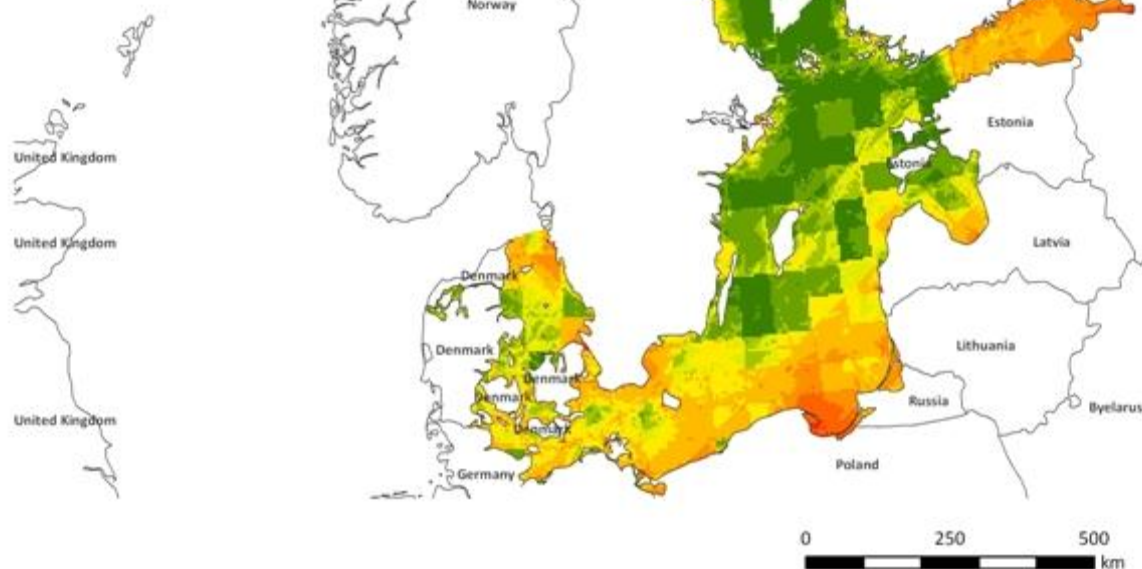 Norway
Estonia
United Kingdom
Estonia
United Kingdom
Latvia
Denmark
Denmark
Lithuania
Denmark
Denmark
Russia
Byelarus
United Kingdom
Denmark
Poland
Germany
0 250 500
km